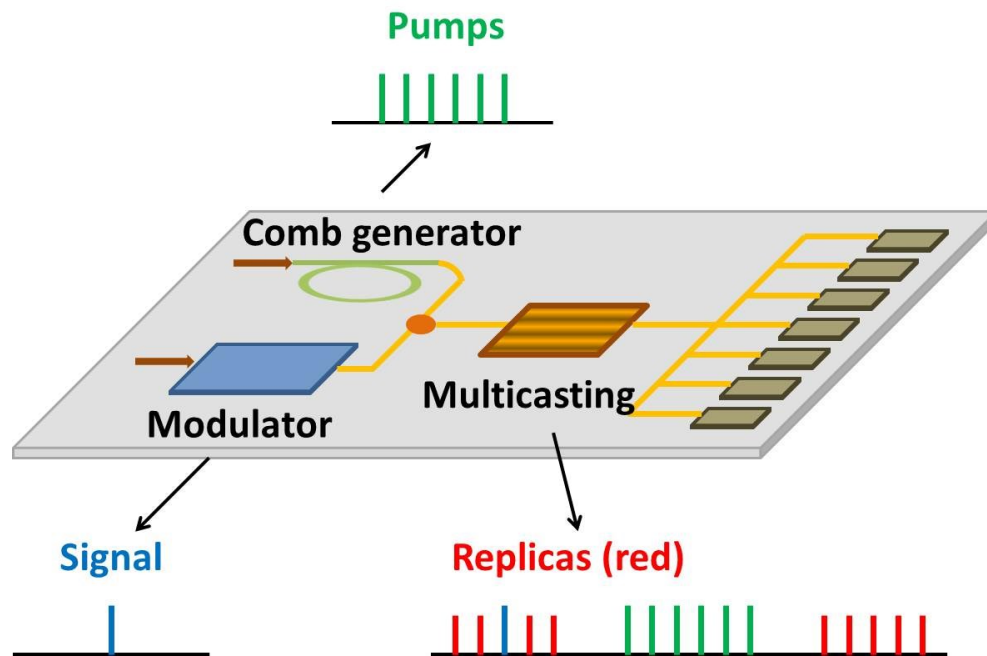 Pumps
Comb generator
Multicasting
Modulator
Signal
Replicas (red)